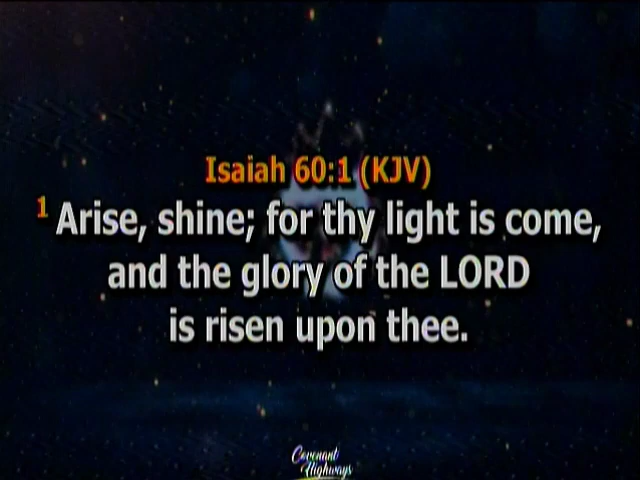 Isaiah 60:1 (KJV)
1 Arise, shine; for thy light is come,
and the glory of the LORD
is risen upon thee.
Covenant
Highways